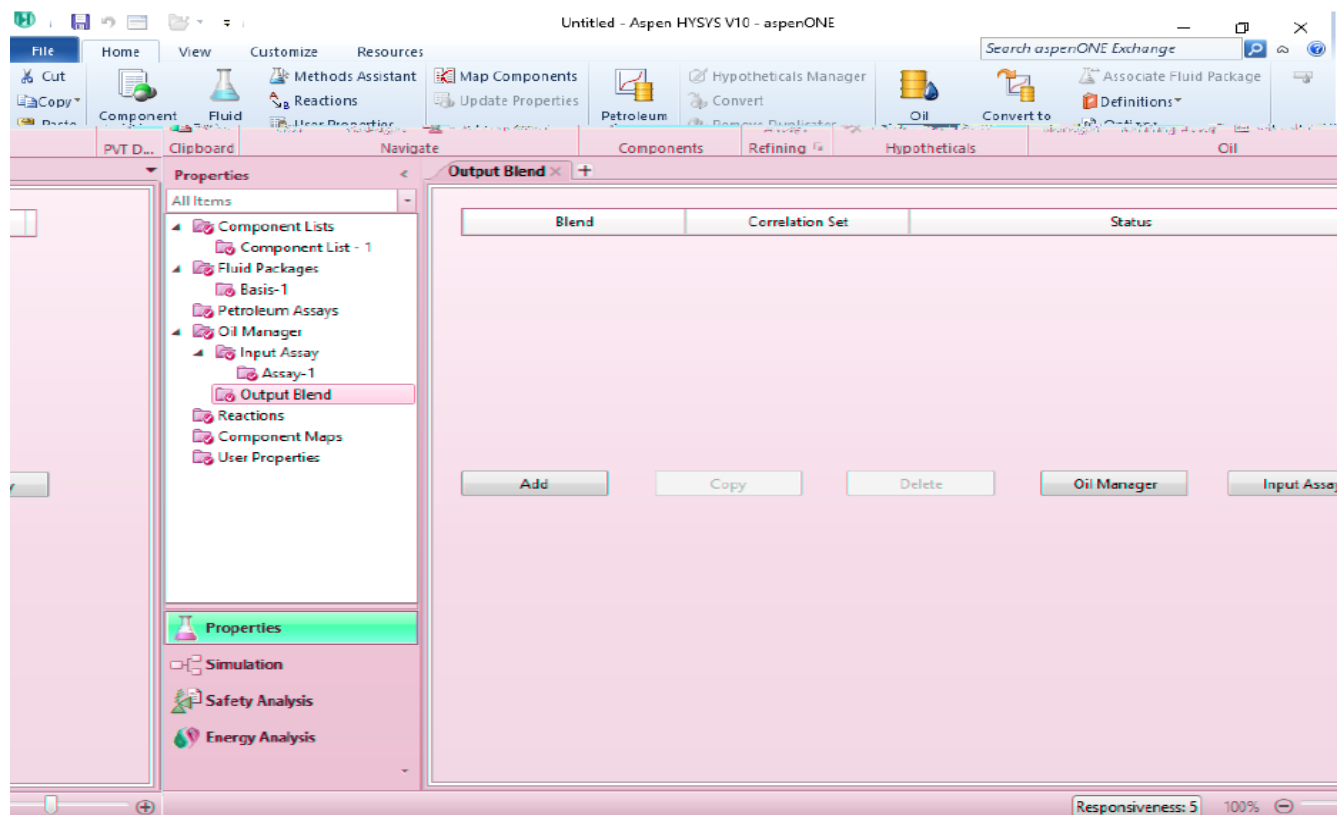 Untitled - Aspen HYSYS V10 - aspenONE
File Home View Customize Resources Search aspenONE Exchange
Cut Methods Assistant Map Components Hypotheticals Manager Associate Fluid Package
Copy Reactions Update Properties Convert Definitions
Component Fluid Petroleum Oil Convert to
PVT D... Clipboard Navigate Components Refining Hypotheticals Oil
Properties < Output Blend × +
All Items
Blend Correlation Set Status
Component Lists
Component List - 1
Fluid Packages
Basis-1
Petroleum Assays
Oil Manager
Input Assay
Assay-1
Output Blend
Reactions
Component Maps
User Properties
Add Copy Delete Oil Manager Input Assay
Properties
Simulation
Safety Analysis
Energy Analysis
Responsiveness: 5 100%